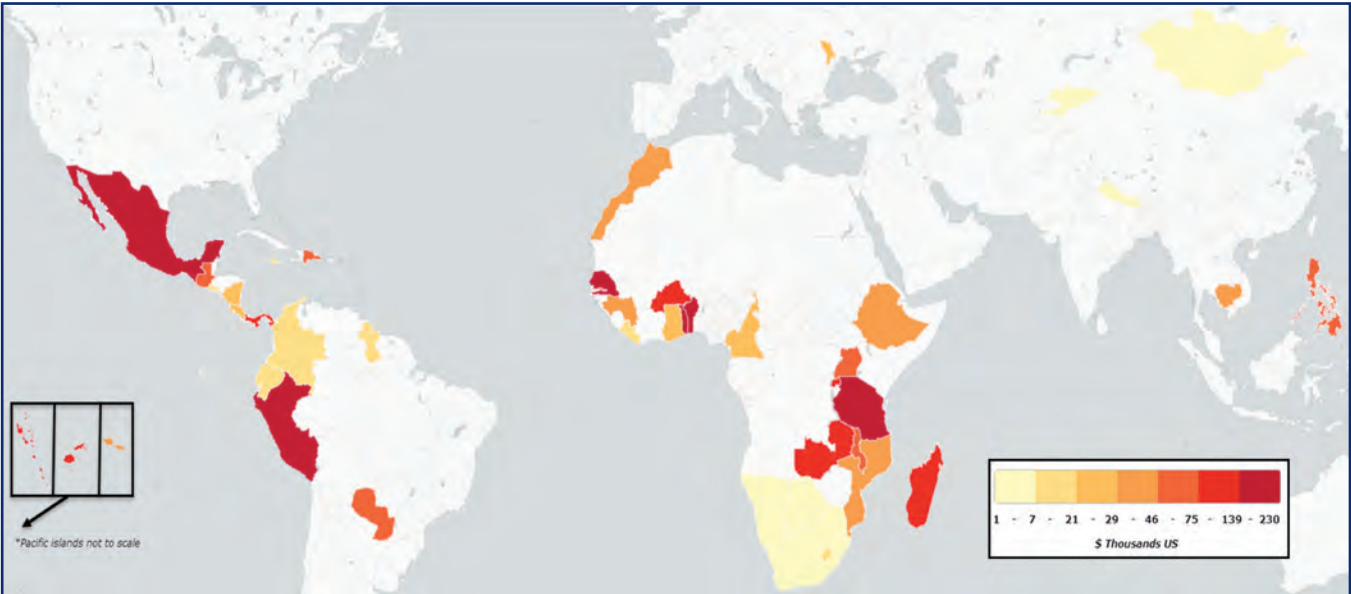 *Pacific islands not to scale
1 - 7 - 21 - 29 - 46 - 75 - 139 - 230
$ Thousands US